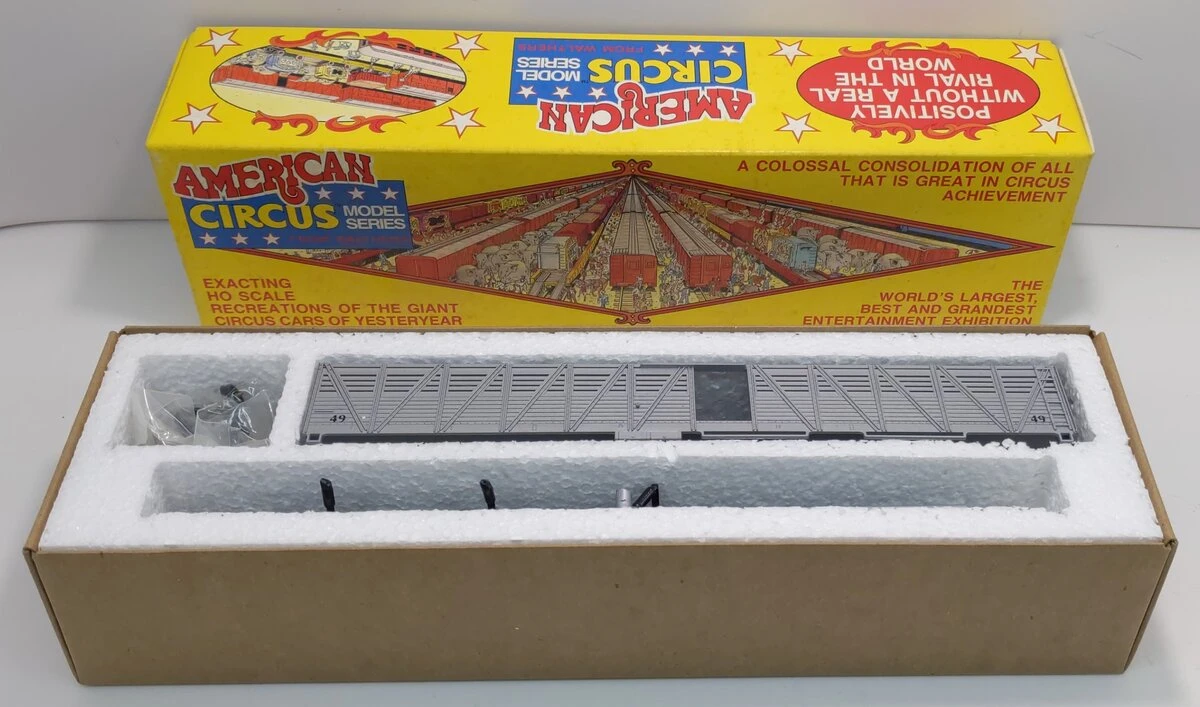 POSITIVELY
WITHOUT A REAL
RIVAL IN THE
WORLD
AMERICAN
CIRCUS
MODEL
SERIES
FROM WALTHERS
AMERICAN
CIRCUS
MODEL
SERIES
A COLOSSAL CONSOLIDATION OF ALL
THAT IS GREAT IN CIRCUS
ACHIEVEMENT
EXACTING
HO SCALE
RECREATIONS OF THE GIANT
CIRCUS CARS OF YESTERYEAR
THE
WORLD'S LARGEST,
BEST AND GRANDEST
ENTERTAINMENT EXHIBITION
49
49